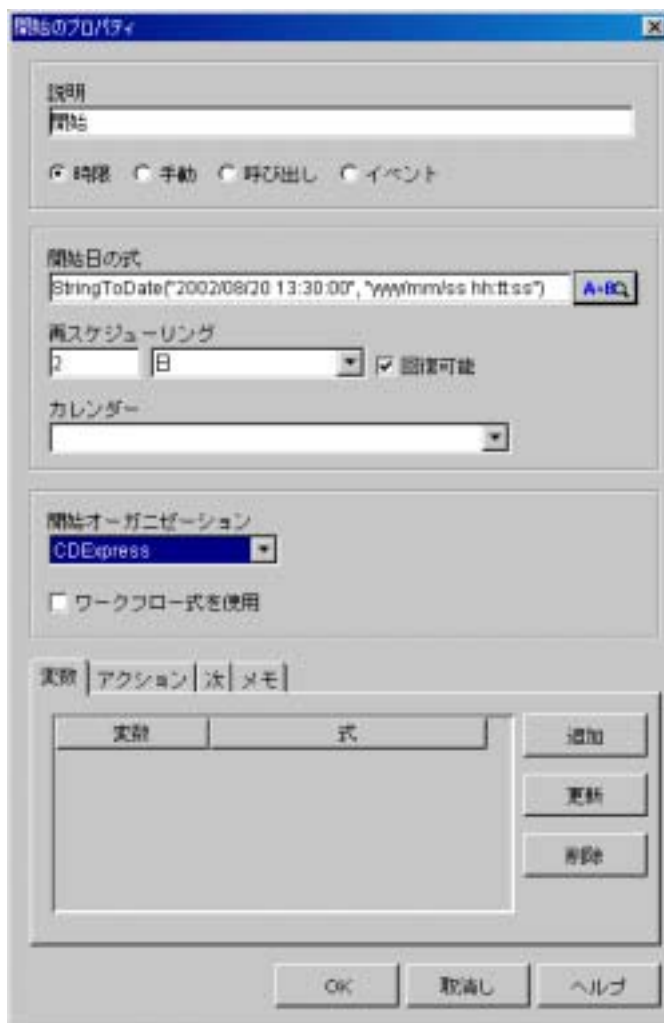 開始のプロパティ
説明
開始
時限 手動 呼び出し イベント
開始日の式
StringToDate("2002/08/20 13:30:00", "yyyy/mm/ss hh:tt:ss") A=B
再スケジューリング
2 日 回復可能
カレンダー
開始オーガニゼーション
CDExpress
ワークフロー式を使用
変数 アクション 次 メモ
変数 式
追加
更新
削除
OK 取消し ヘルプ